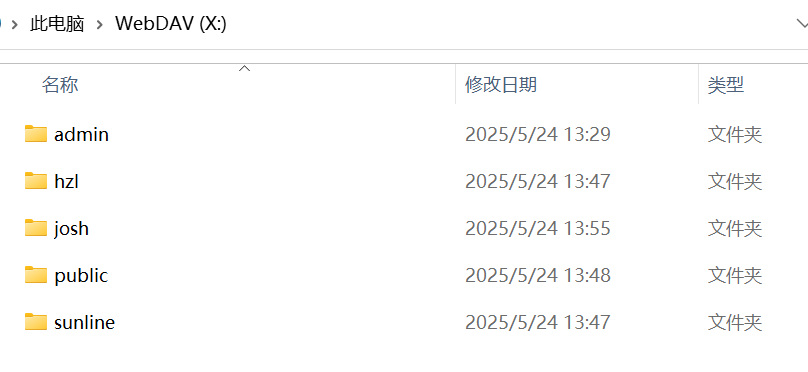 此电脑 > WebDAV (X:)
名称 修改日期 类型
admin 2025/5/24 13:29 文件夹
hzl 2025/5/24 13:47 文件夹
josh 2025/5/24 13:55 文件夹
public 2025/5/24 13:48 文件夹
sunline 2025/5/24 13:47 文件夹